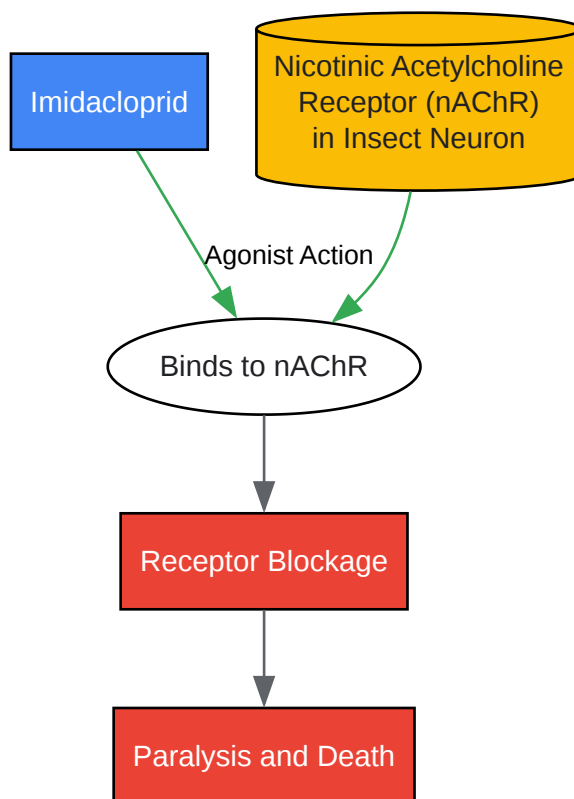 Imidacloprid
Nicotinic Acetylcholine
Receptor (nAChR)
in Insect Neuron
Agonist Action
Binds to nAChR
Receptor Blockage
Paralysis and Death